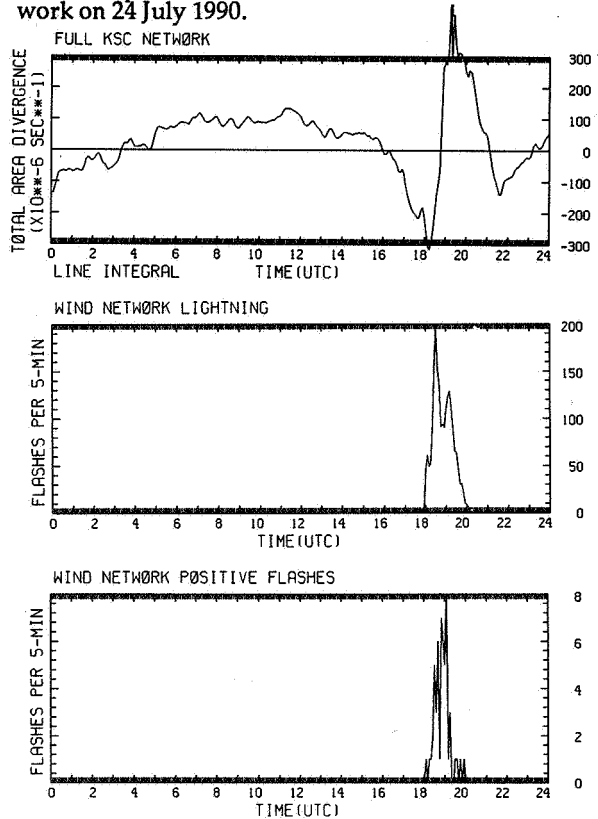 work on 24 July 1990.
FULL KSC NETWØRK
TØTAL AREA DIVERGENCE
(X10**-6 SEC**-1)
300
200
100
0
-100
-200
-300
0 2 4 6 8 10 12 14 16 18 20 22 24
LINE INTEGRAL TIME(UTC)
WIND NETWØRK LIGHTNING
FLASHES PER 5-MIN
200
150
100
50
0
0 2 4 6 8 10 12 14 16 18 20 22 24
TIME(UTC)
WIND NETWØRK PØSITIVE FLASHES
FLASHES PER 5-MIN
8
6
4
2
0
0 2 4 6 8 10 12 14 16 18 20 22 24
TIME(UTC)